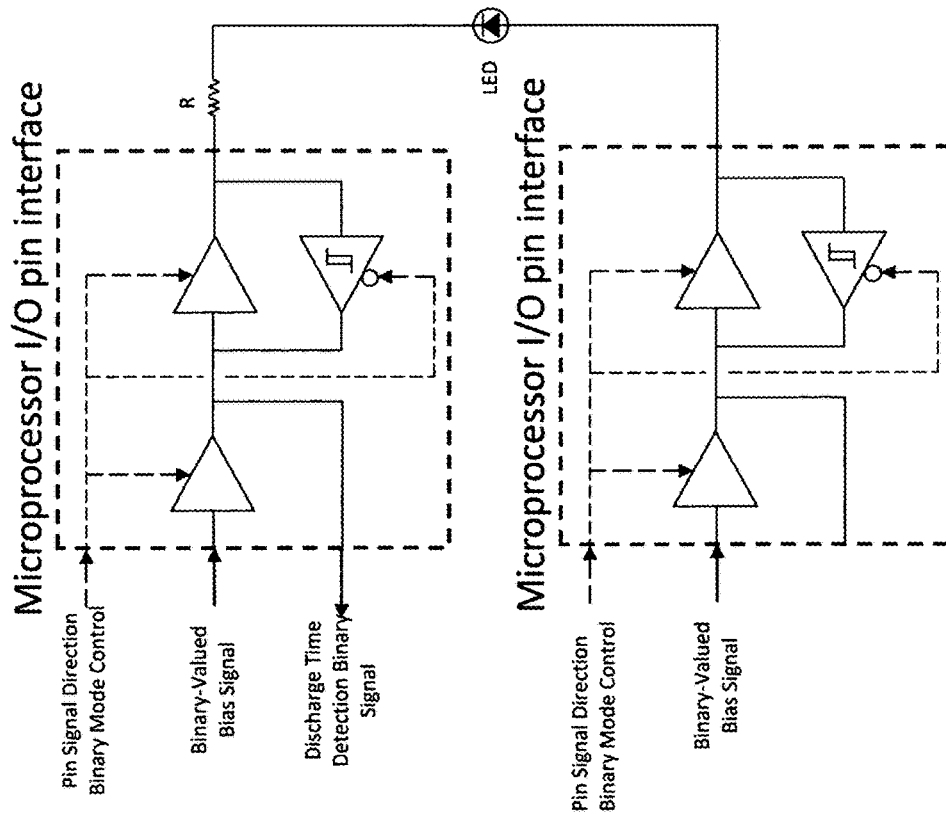 Microprocessor I/O pin interface
R
LED
Pin Signal Direction
Binary Mode Control
Binary-Valued
Bias Signal
Discharge Time
Detection Binary
Signal
Microprocessor I/O pin interface
Pin Signal Direction
Binary Mode Control
Binary-Valued
Bias Signal